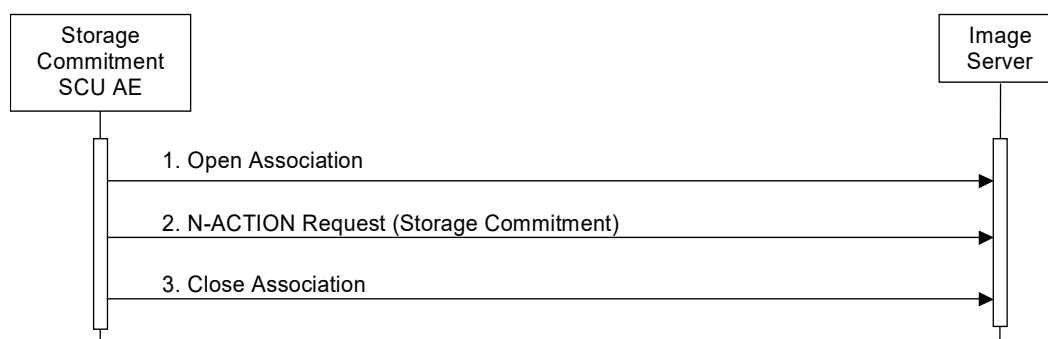 Storage
Commitment
SCU AE
Image
Server
1. Open Association
2. N-ACTION Request (Storage Commitment)
3. Close Association